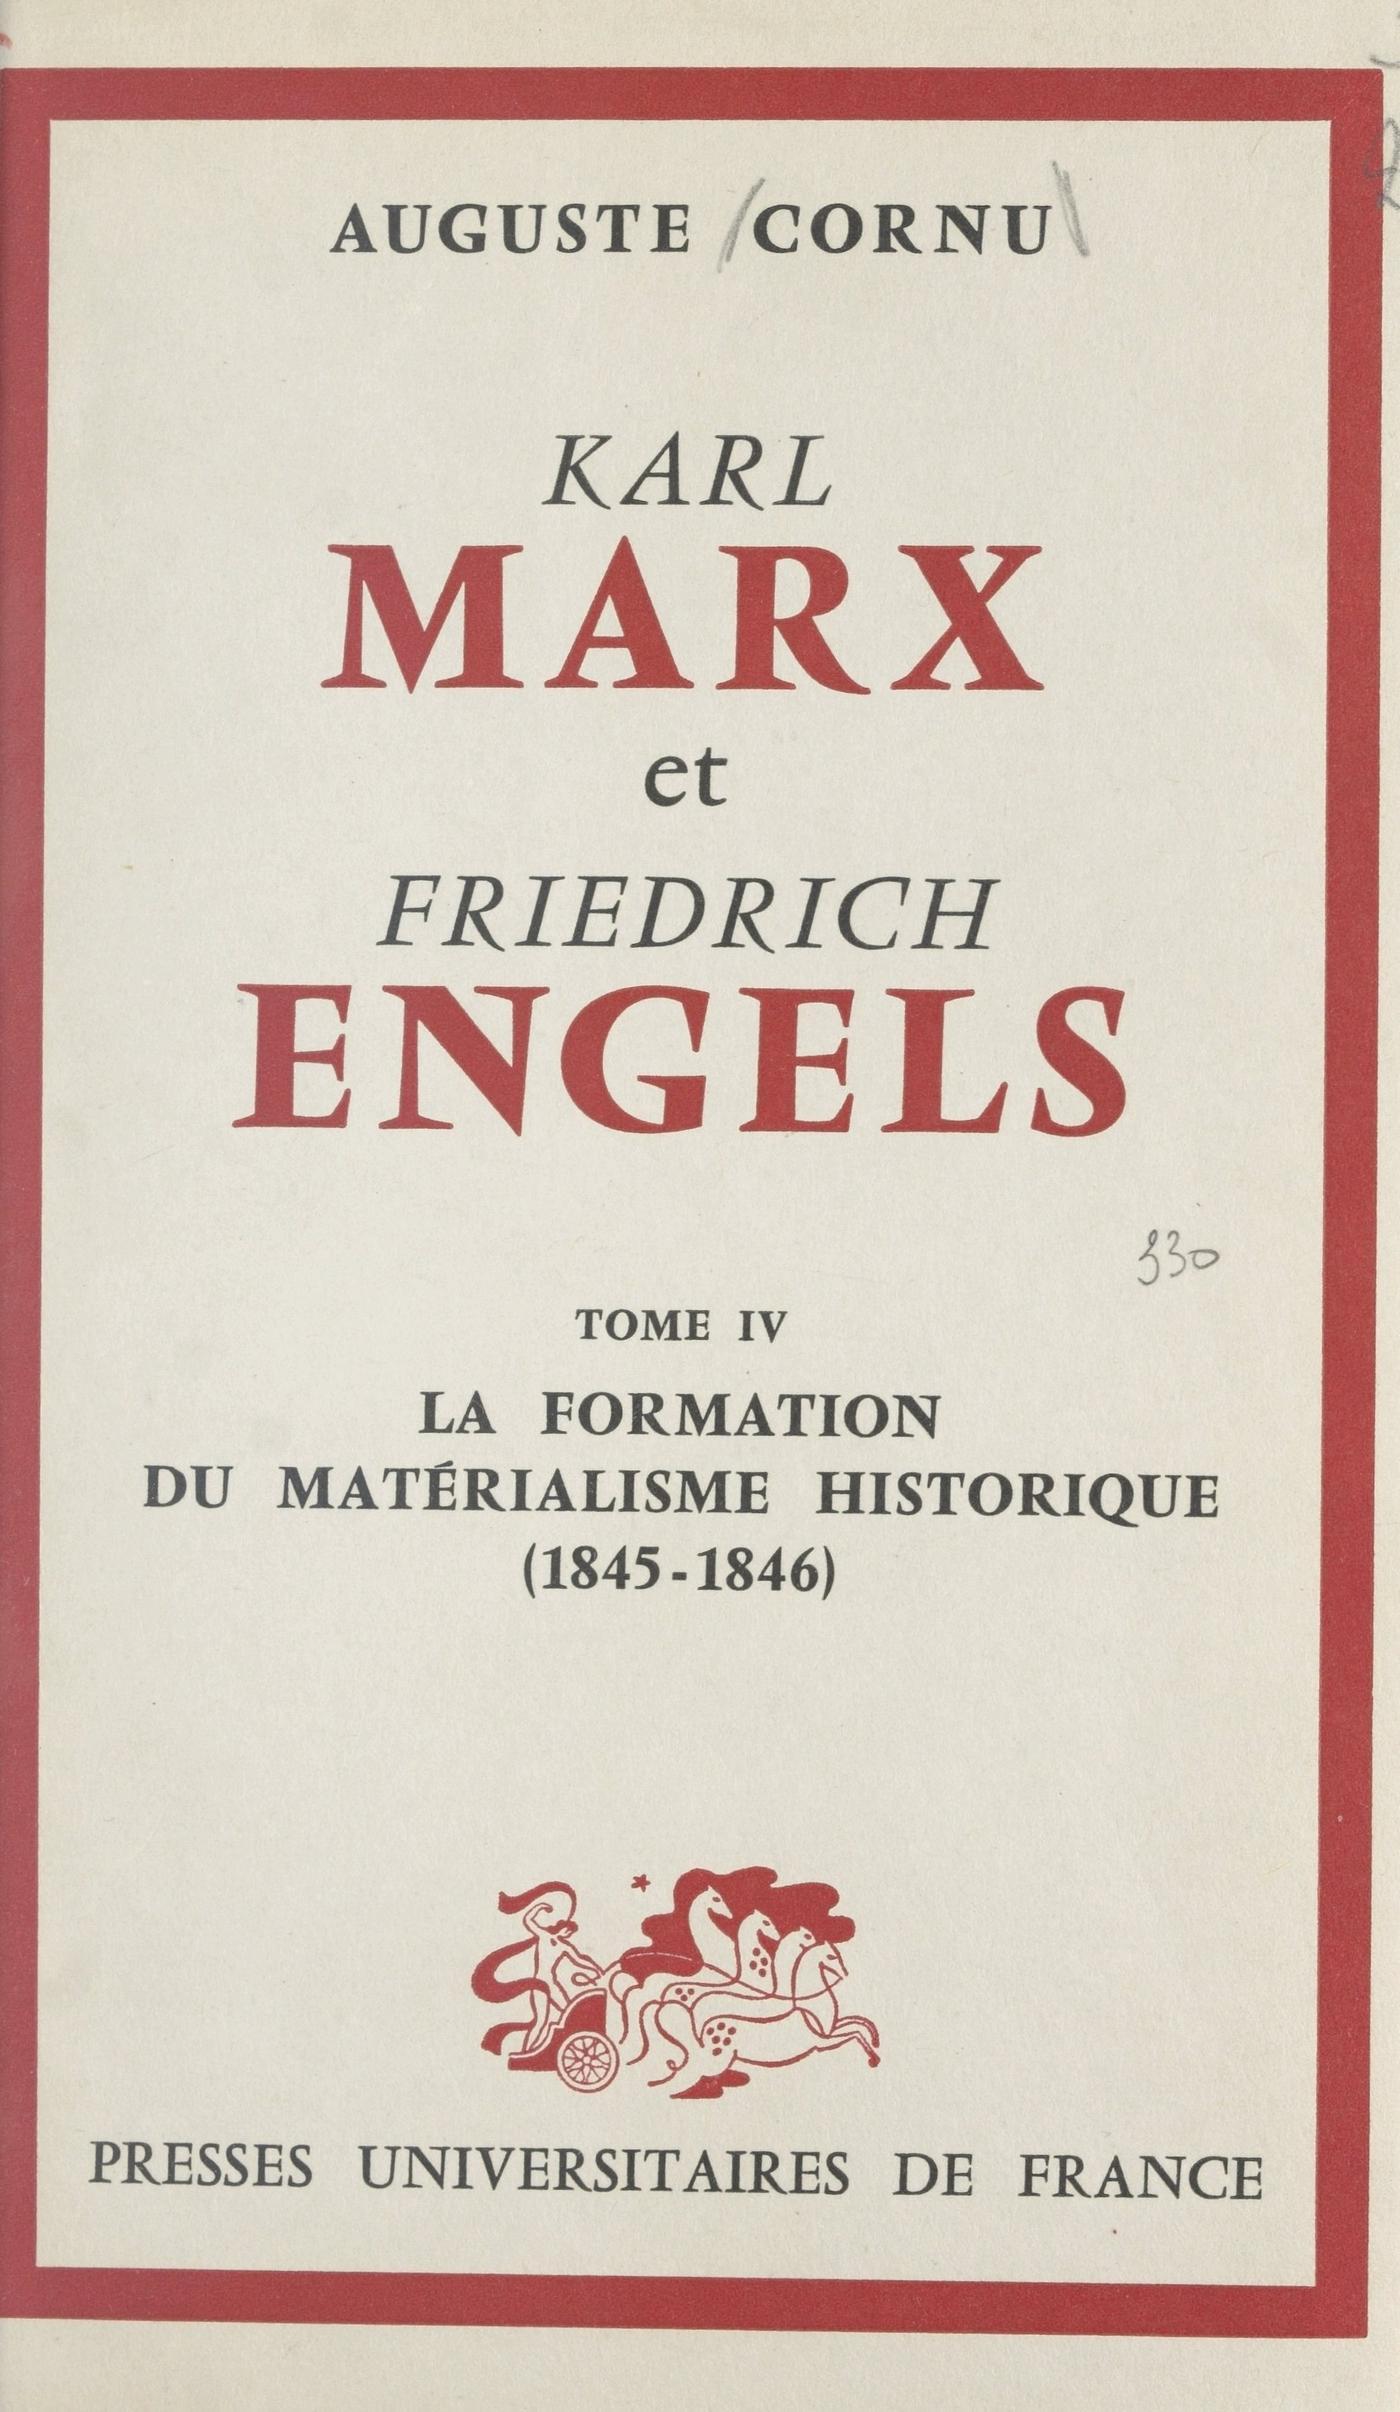 AUGUSTE CORNU
KARL
MARX
et
FRIEDRICH
ENGELS
330
TOME IV
LA FORMATION
DU MATÉRIALISME HISTORIQUE
(1845-1846)
PRESSES UNIVERSITAIRES DE FRANCE